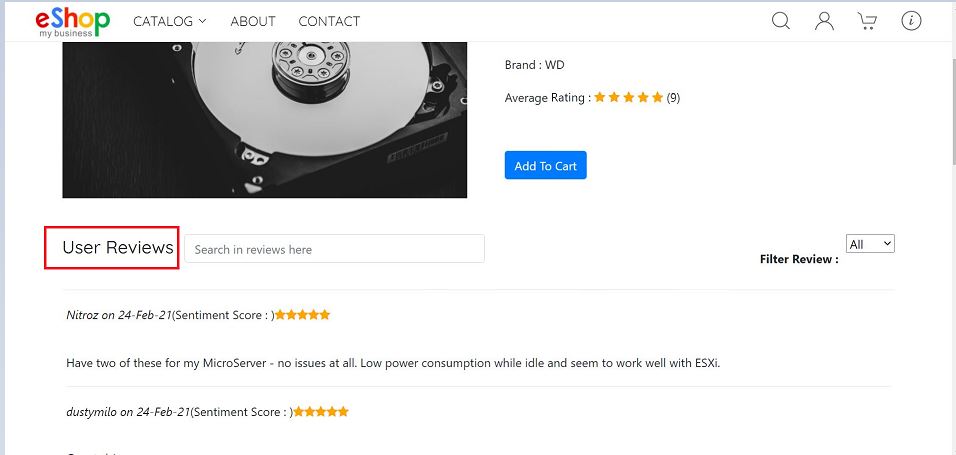 eShop
my business
CATALOG ABOUT CONTACT
Brand : WD
Average Rating : (9)
Add To Cart
User Reviews
Search in reviews here
All
Filter Review :
Nitroz on 24-Feb-21(Sentiment Score : )
Have two of these for my MicroServer - no issues at all. Low power consumption while idle and seem to work well with ESXi.
dustymilo on 24-Feb-21(Sentiment Score : )